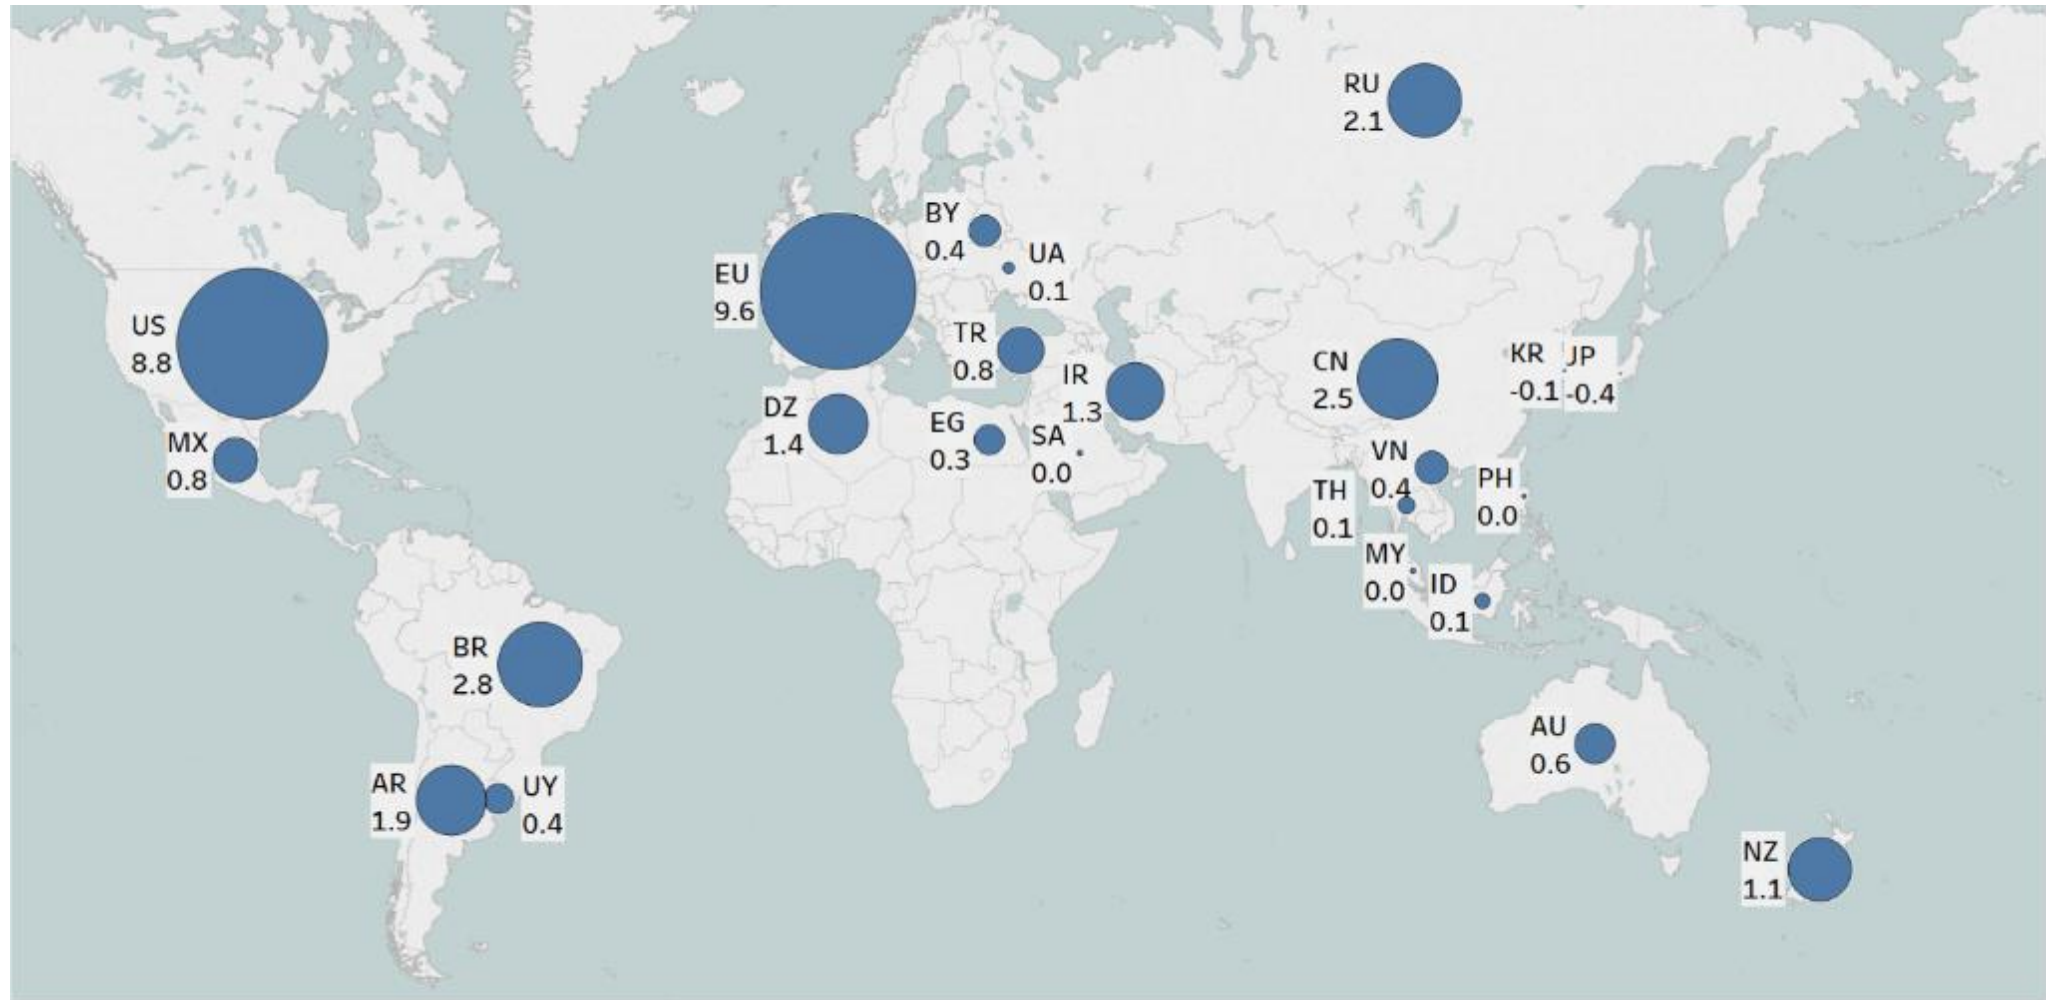 RU
2.1
BY
0.4
UA
0.1
EU
9.6
US
8.8
TR
0.8
IR
1.3
CN
2.5
KR
-0.1
JP
-0.4
DZ
1.4
EG
0.3
SA
0.0
MX
0.8
VN
0.4
TH
0.1
PH
0.0
MY
0.0
ID
0.1
BR
2.8
AU
0.6
AR
1.9
UY
0.4
NZ
1.1